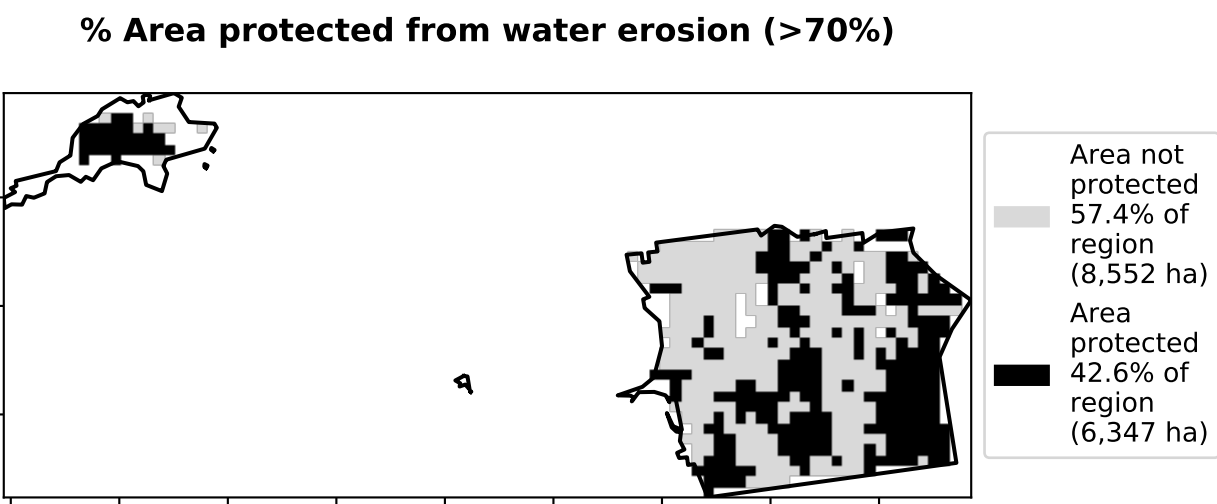 % Area protected from water erosion (>70%)
Area not
protected
57.4% of
region
(8,552 ha)
Area
protected
42.6% of
region
(6,347 ha)